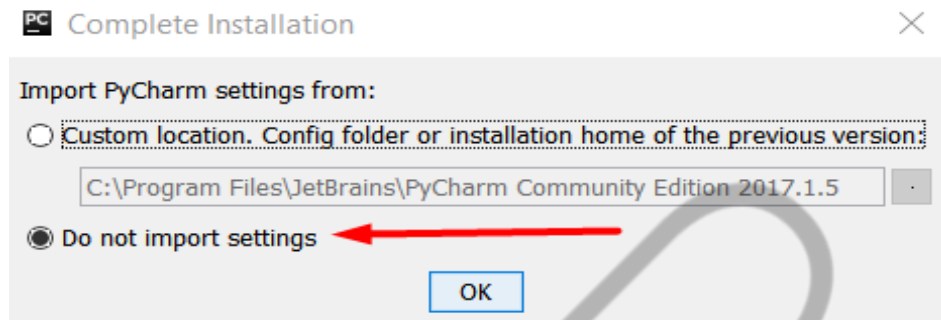 PC Complete Installation
Import PyCharm settings from:
Custom location. Config folder or installation home of the previous version:
C:\Program Files\JetBrains\PyCharm Community Edition 2017.1.5
.
Do not import settings
OK